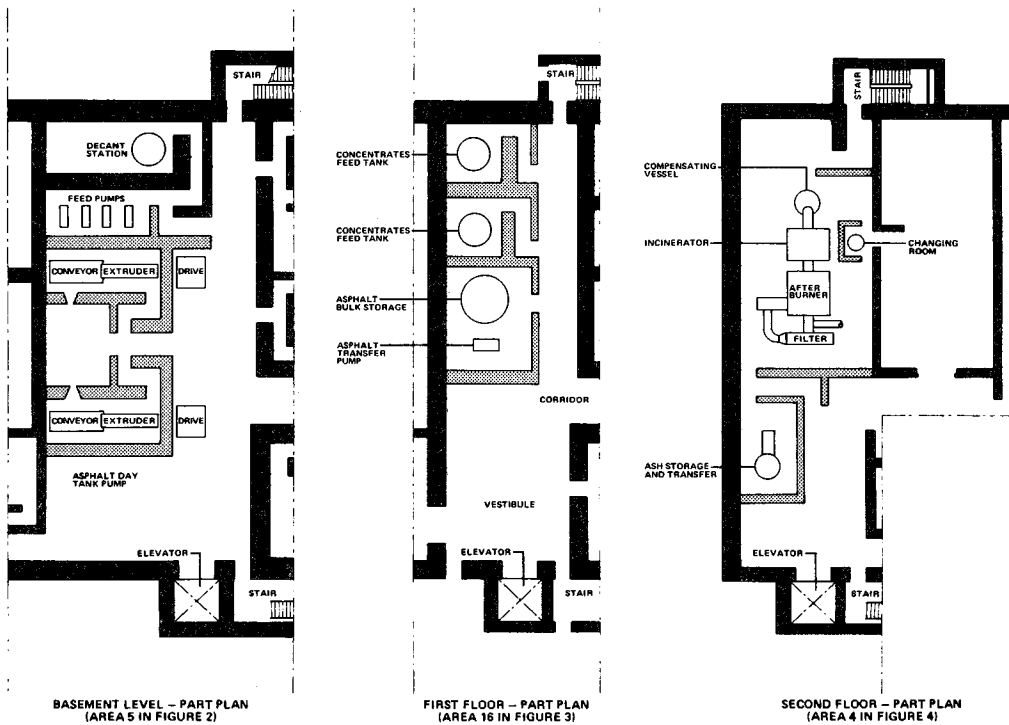 STAIR
DECANT
STATION
FEED PUMPS
CONVEYOR
EXTRUDER
DRIVE
CONVEYOR
EXTRUDER
DRIVE
ASPHALT DAY
TANK PUMP
ELEVATOR
STAIR
BASEMENT LEVEL – PART PLAN
(AREA 5 IN FIGURE 2)
STAIR
CONCENTRATES
FEED TANK
CONCENTRATES
FEED TANK
ASPHALT
BULK STORAGE
ASPHALT
TRANSFER
PUMP
CORRIDOR
VESTIBULE
ELEVATOR
STAIR
FIRST FLOOR – PART PLAN
(AREA 16 IN FIGURE 3)
STAIR
COMPENSATING
VESSEL
INCINERATOR
CHANGING
ROOM
AFTER
BURNER
FILTER
ASH STORAGE
AND TRANSFER
ELEVATOR
STAIR
SECOND FLOOR – PART PLAN
(AREA 4 IN FIGURE 4)